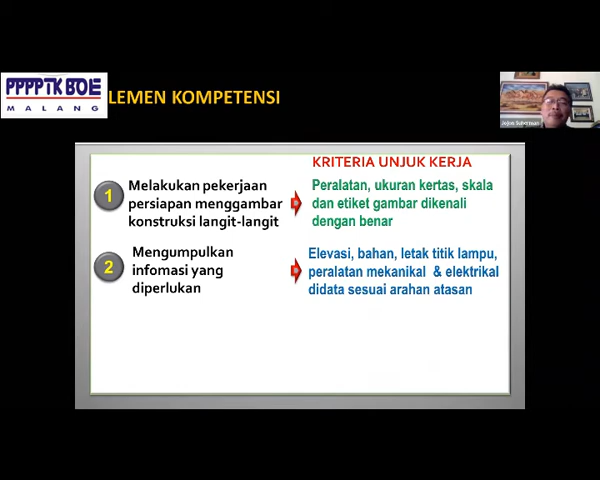 PPPPTK BOE
MALANG
LEMEN KOMPETENSI
KRITERIA UNJUK KERJA
1
Melakukan pekerjaan
persiapan menggambar
konstruksi langit-langit
Peralatan, ukuran kertas, skala
dan etiket gambar dikenali
dengan benar
2
Mengumpulkan
infomasi yang
diperlukan
Elevasi, bahan, letak titik lampu,
peralatan mekanikal & elektrikal
didata sesuai arahan atasan